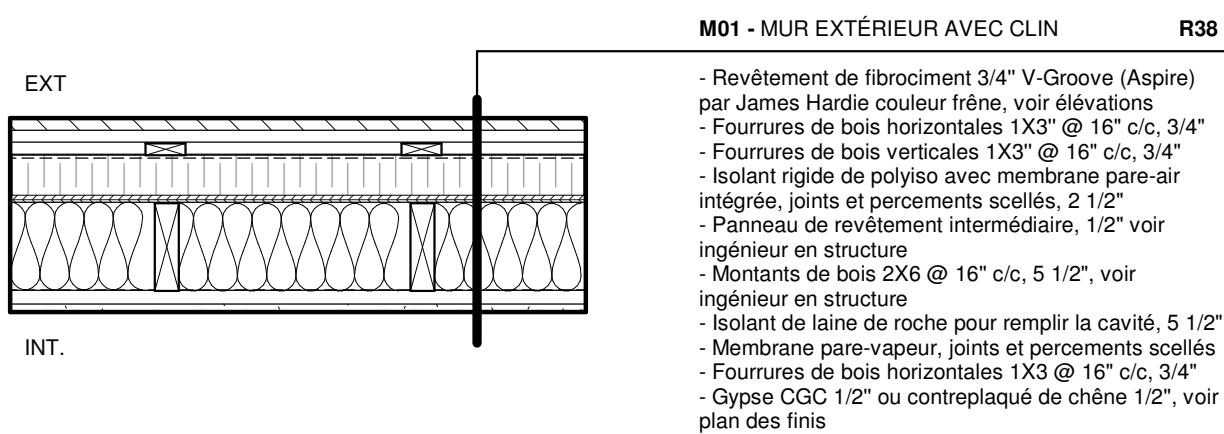 M01 - MUR EXTÉRIEUR AVEC CLIN R38
EXT
- Revêtement de fibrociment 3/4" V-Groove (Aspire)
par James Hardie couleur frêne, voir élévations
- Fourrures de bois horizontales 1X3" @ 16" c/c, 3/4"
- Fourrures de bois verticales 1X3" @ 16" c/c, 3/4"
- Isolant rigide de polyiso avec membrane pare-air
intégrée, joints et percements scellés, 2 1/2"
- Panneau de revêtement intermédiaire, 1/2" voir
ingénieur en structure
- Montants de bois 2X6 @ 16" c/c, 5 1/2", voir
ingénieur en structure
- Isolant de laine de roche pour remplir la cavité, 5 1/2"
- Membrane pare-vapeur, joints et percements scellés
- Fourrures de bois horizontales 1X3 @ 16" c/c, 3/4"
- Gypse CGC 1/2" ou contreplaqué de chêne 1/2", voir
plan des finis
INT.